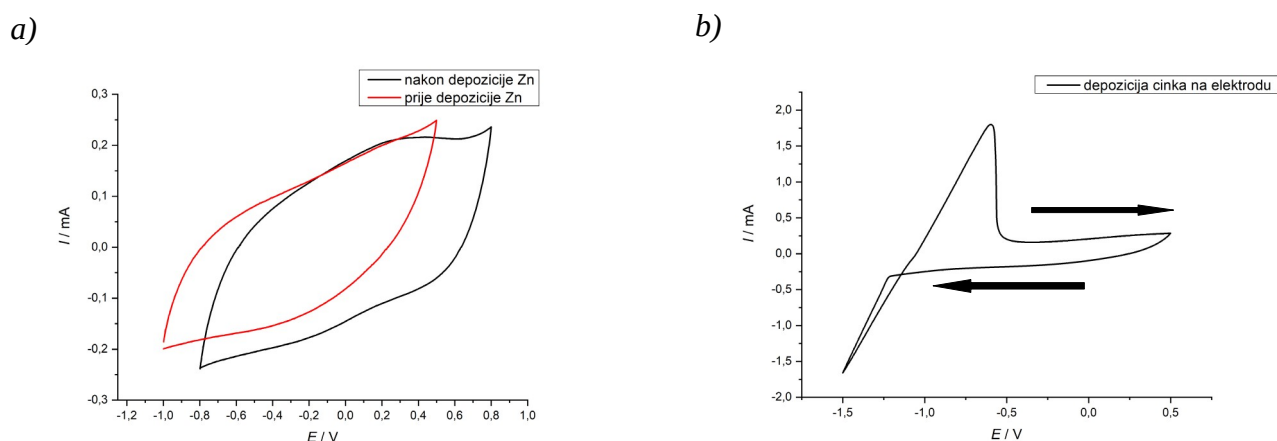 a)
nakon depozicije Zn
prije depozicije Zn
0,3
0,2
0,1
0,0
-0,1
-0,2
-0,3
I / mA
-1,2 -1,0 -0,8 -0,6 -0,4 -0,2 0,0 0,2 0,4 0,6 0,8 1,0
E / V
b)
depozicija cinka na elektrodu
2,0
1,5
1,0
0,5
0,0
-0,5
-1,0
-1,5
-2,0
I / mA
-1,5 -1,0 -0,5 0,0 0,5
E / V